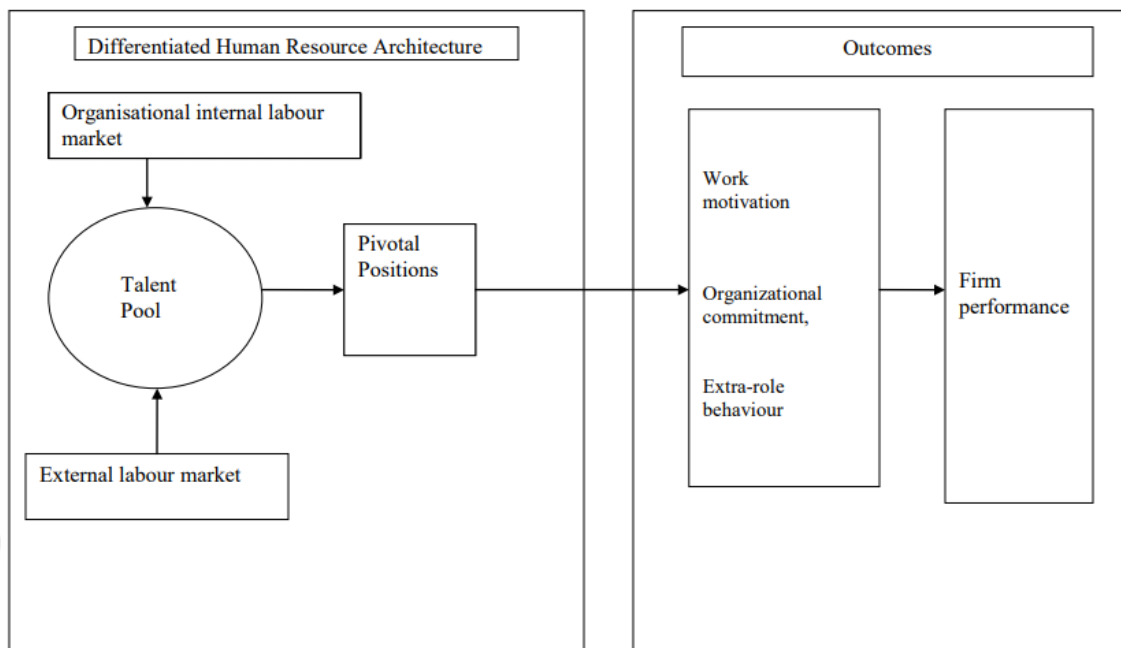 Differentiated Human Resource Architecture
Organisational internal labour
market
Talent
Pool
Pivotal
Positions
External labour market
Outcomes
Work
motivation
Organizational
commitment,
Extra-role
behaviour
Firm
performance